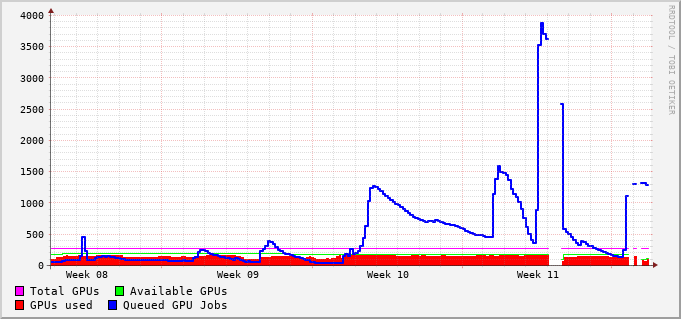 4000
3500
3000
2500
2000
1500
1000
500
0
Week 08 Week 09 Week 10 Week 11
Total GPUs Available GPUs
GPUs used Queued GPU Jobs
RRDTOOL / TOBI OETIKER